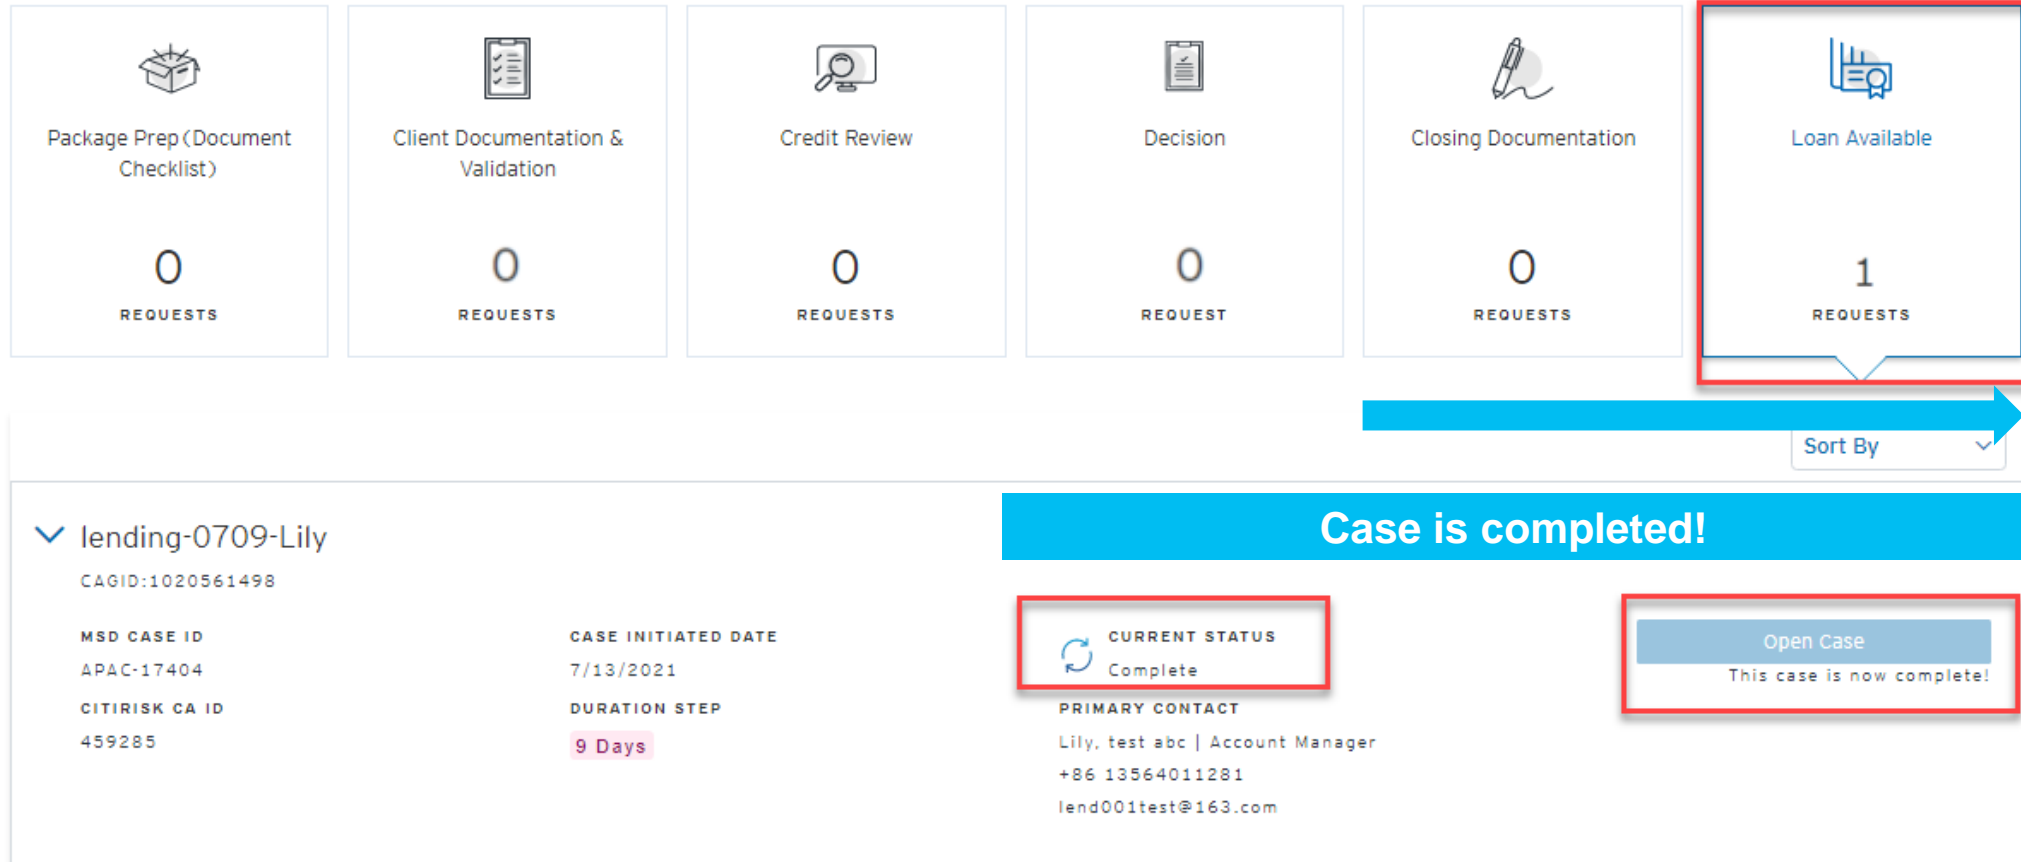 Package Prep(Document
Checklist)
0
REQUESTS
Client Documentation &
Validation
0
REQUESTS
Credit Review
0
REQUESTS
Decision
0
REQUEST
Closing Documentation
0
REQUESTS
Loan Available
1
REQUESTS
Sort By
Case is completed!
lending-0709-Lily
CAGID:1020561498
MSD CASE ID
APAC-17404
CASE INITIATED DATE
7/13/2021
CURRENT STATUS
Complete
Open Case
This case is now complete!
CITIRISK CA ID
459285
DURATION STEP
9 Days
PRIMARY CONTACT
Lily, test abc | Account Manager
+86 13564011281
lend001test@163.com